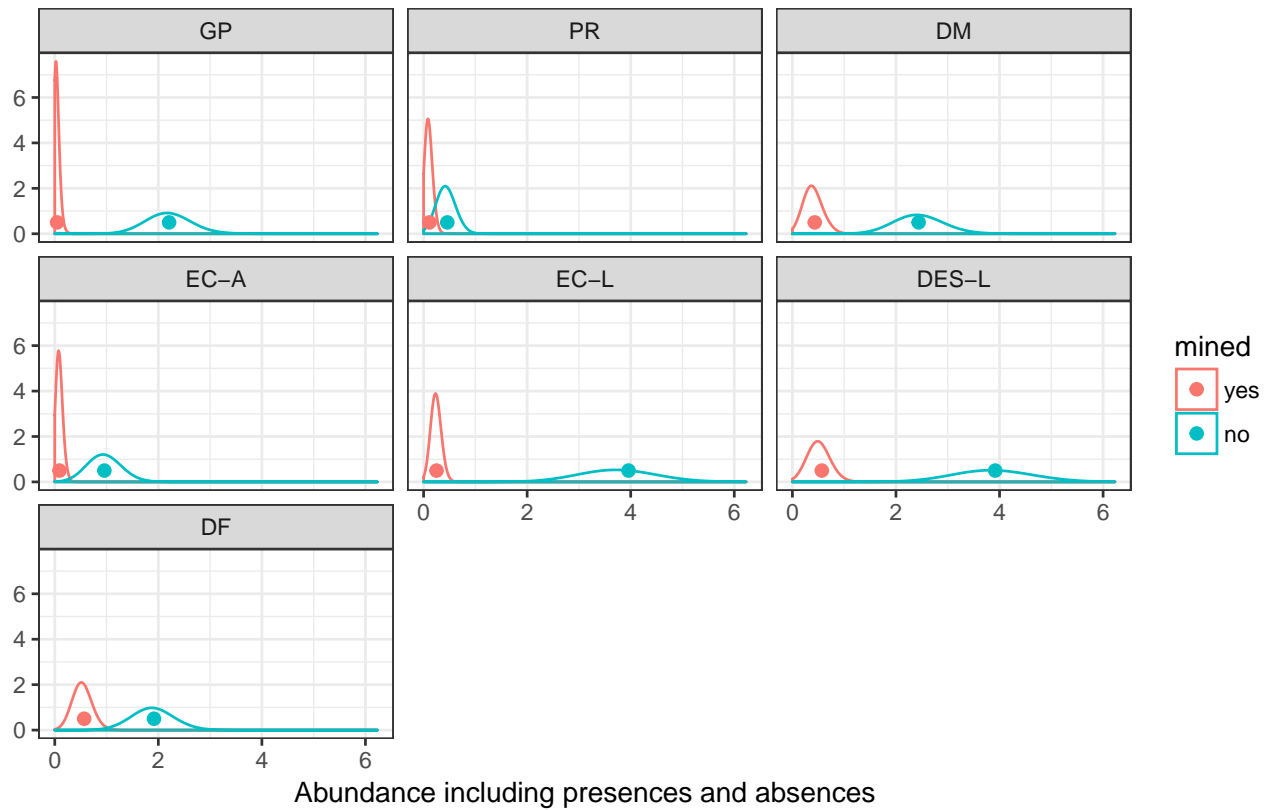 GP PR DM
6
4
2
0
EC−A EC−L DES−L
6
4
2
0
0 2 4 6 0 2 4 6
DF
6
4
2
0
0 2 4 6
Abundance including presences and absences
mined
yes
no